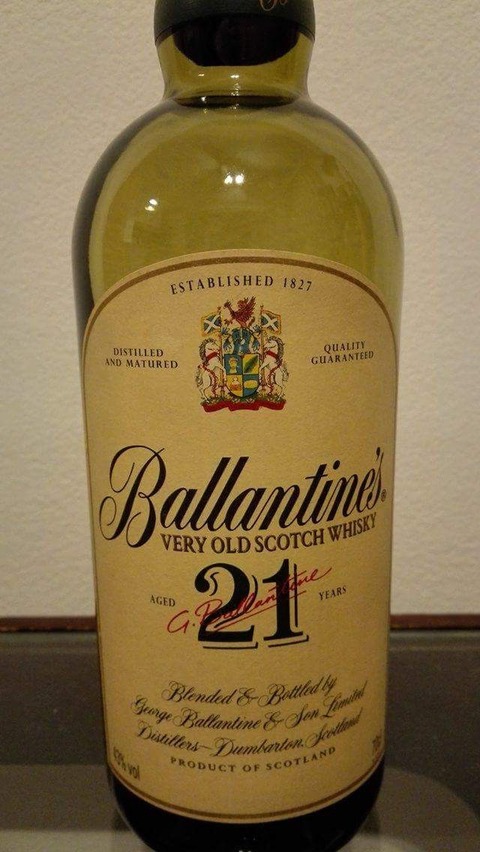 ESTABLISHED 1827
DISTILLED
AND MATURED
QUALITY
GUARANTEED
Ballantine's®
VERY OLD SCOTCH WHISKY
AGED 21 YEARS
G. Ballantine
Blended & Bottled by
George Ballantine & Son Limited
Distillers~Dumbarton, Scotland
PRODUCT OF SCOTLAND
43% vol